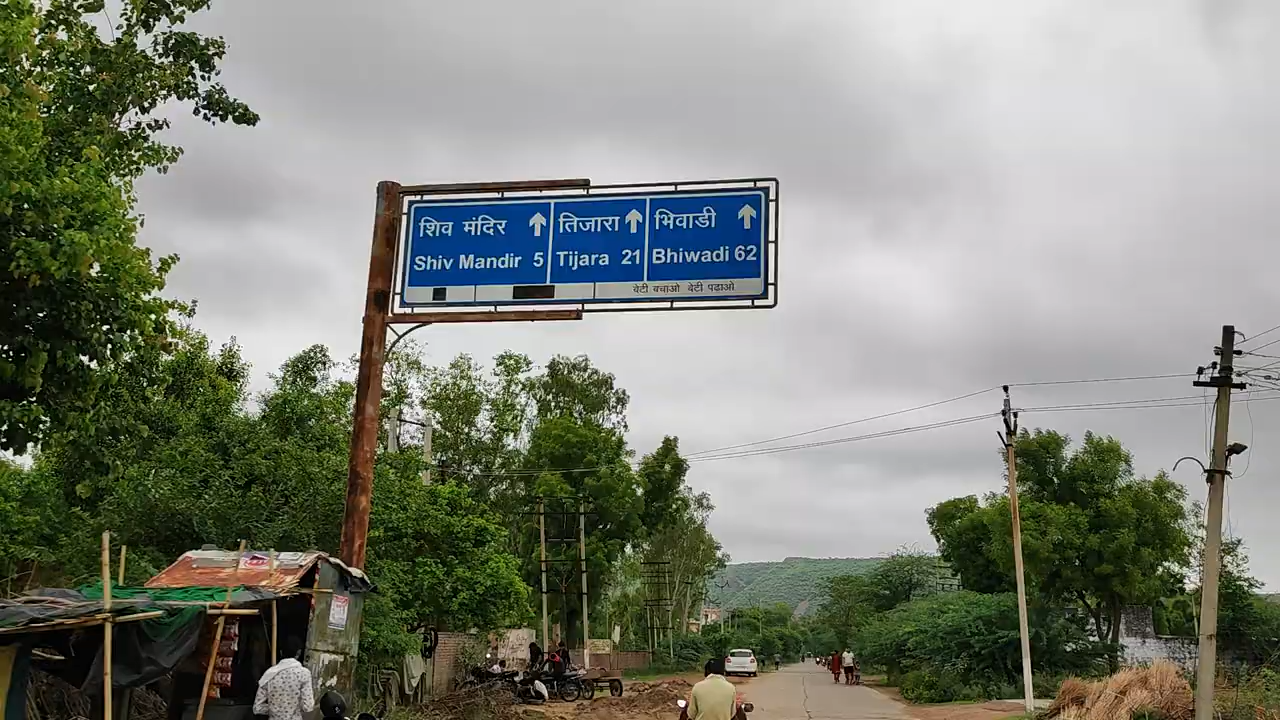 शिव मंदिर
Shiv Mandir 5
तिजारा
Tijara 21
भिवाडी
Bhiwadi 62
बेटी बचाओ बेटी पढाओ